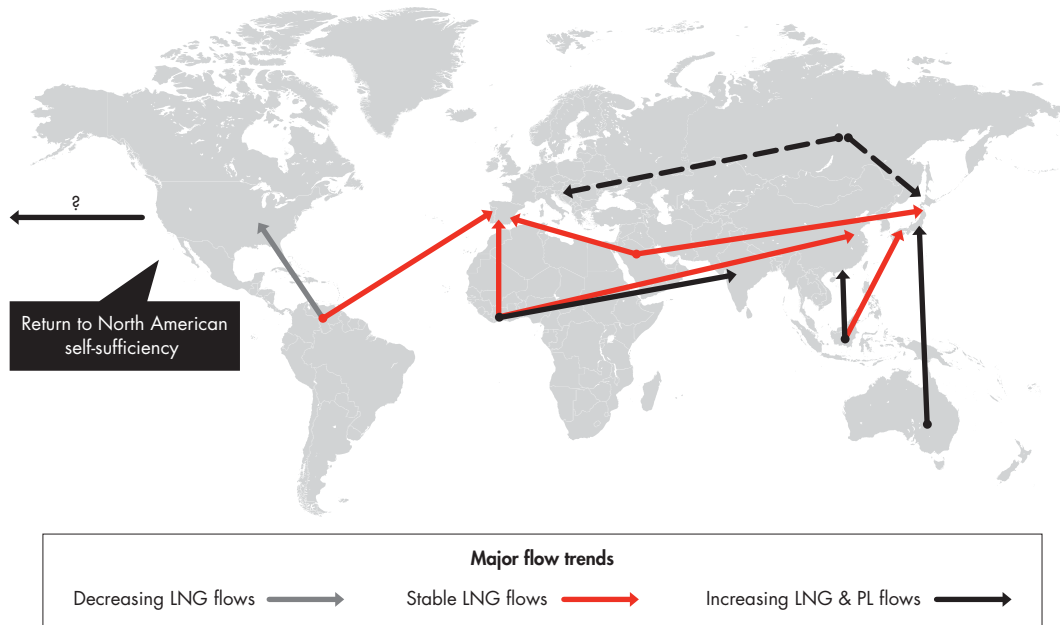 ?
Return to North American
self-sufficiency
Major flow trends
Decreasing LNG flows
Stable LNG flows
Increasing LNG & PL flows